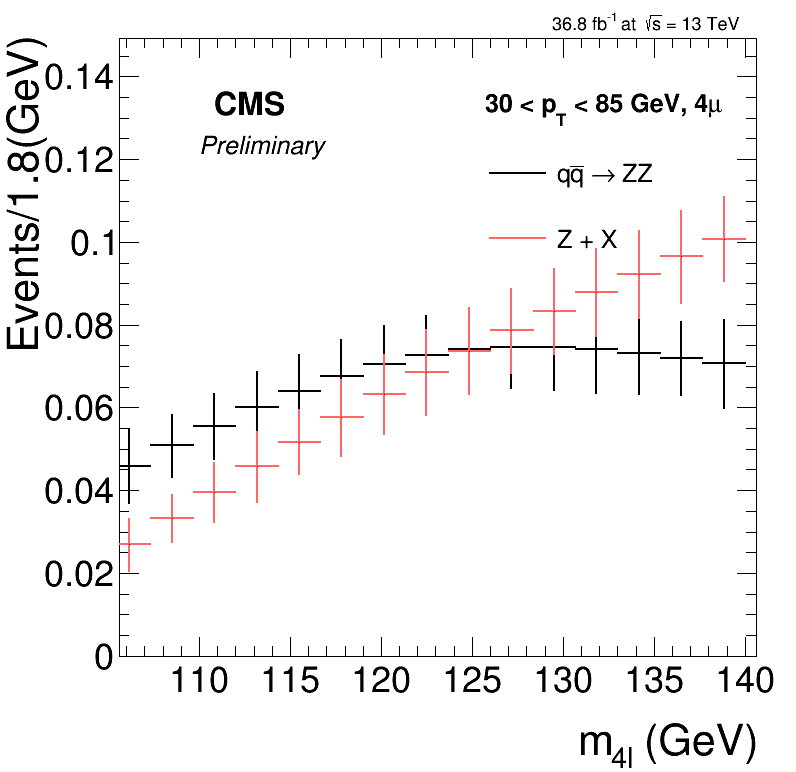 36.8 fb⁻¹ at √s = 13 TeV
CMS
Preliminary
30 < p_T < 85 GeV, 4μ
qq̅ → ZZ
Z + X
Events/1.8(GeV)
0.14
0.12
0.1
0.08
0.06
0.04
0.02
0
110 115 120 125 130 135 140
m_4l (GeV)